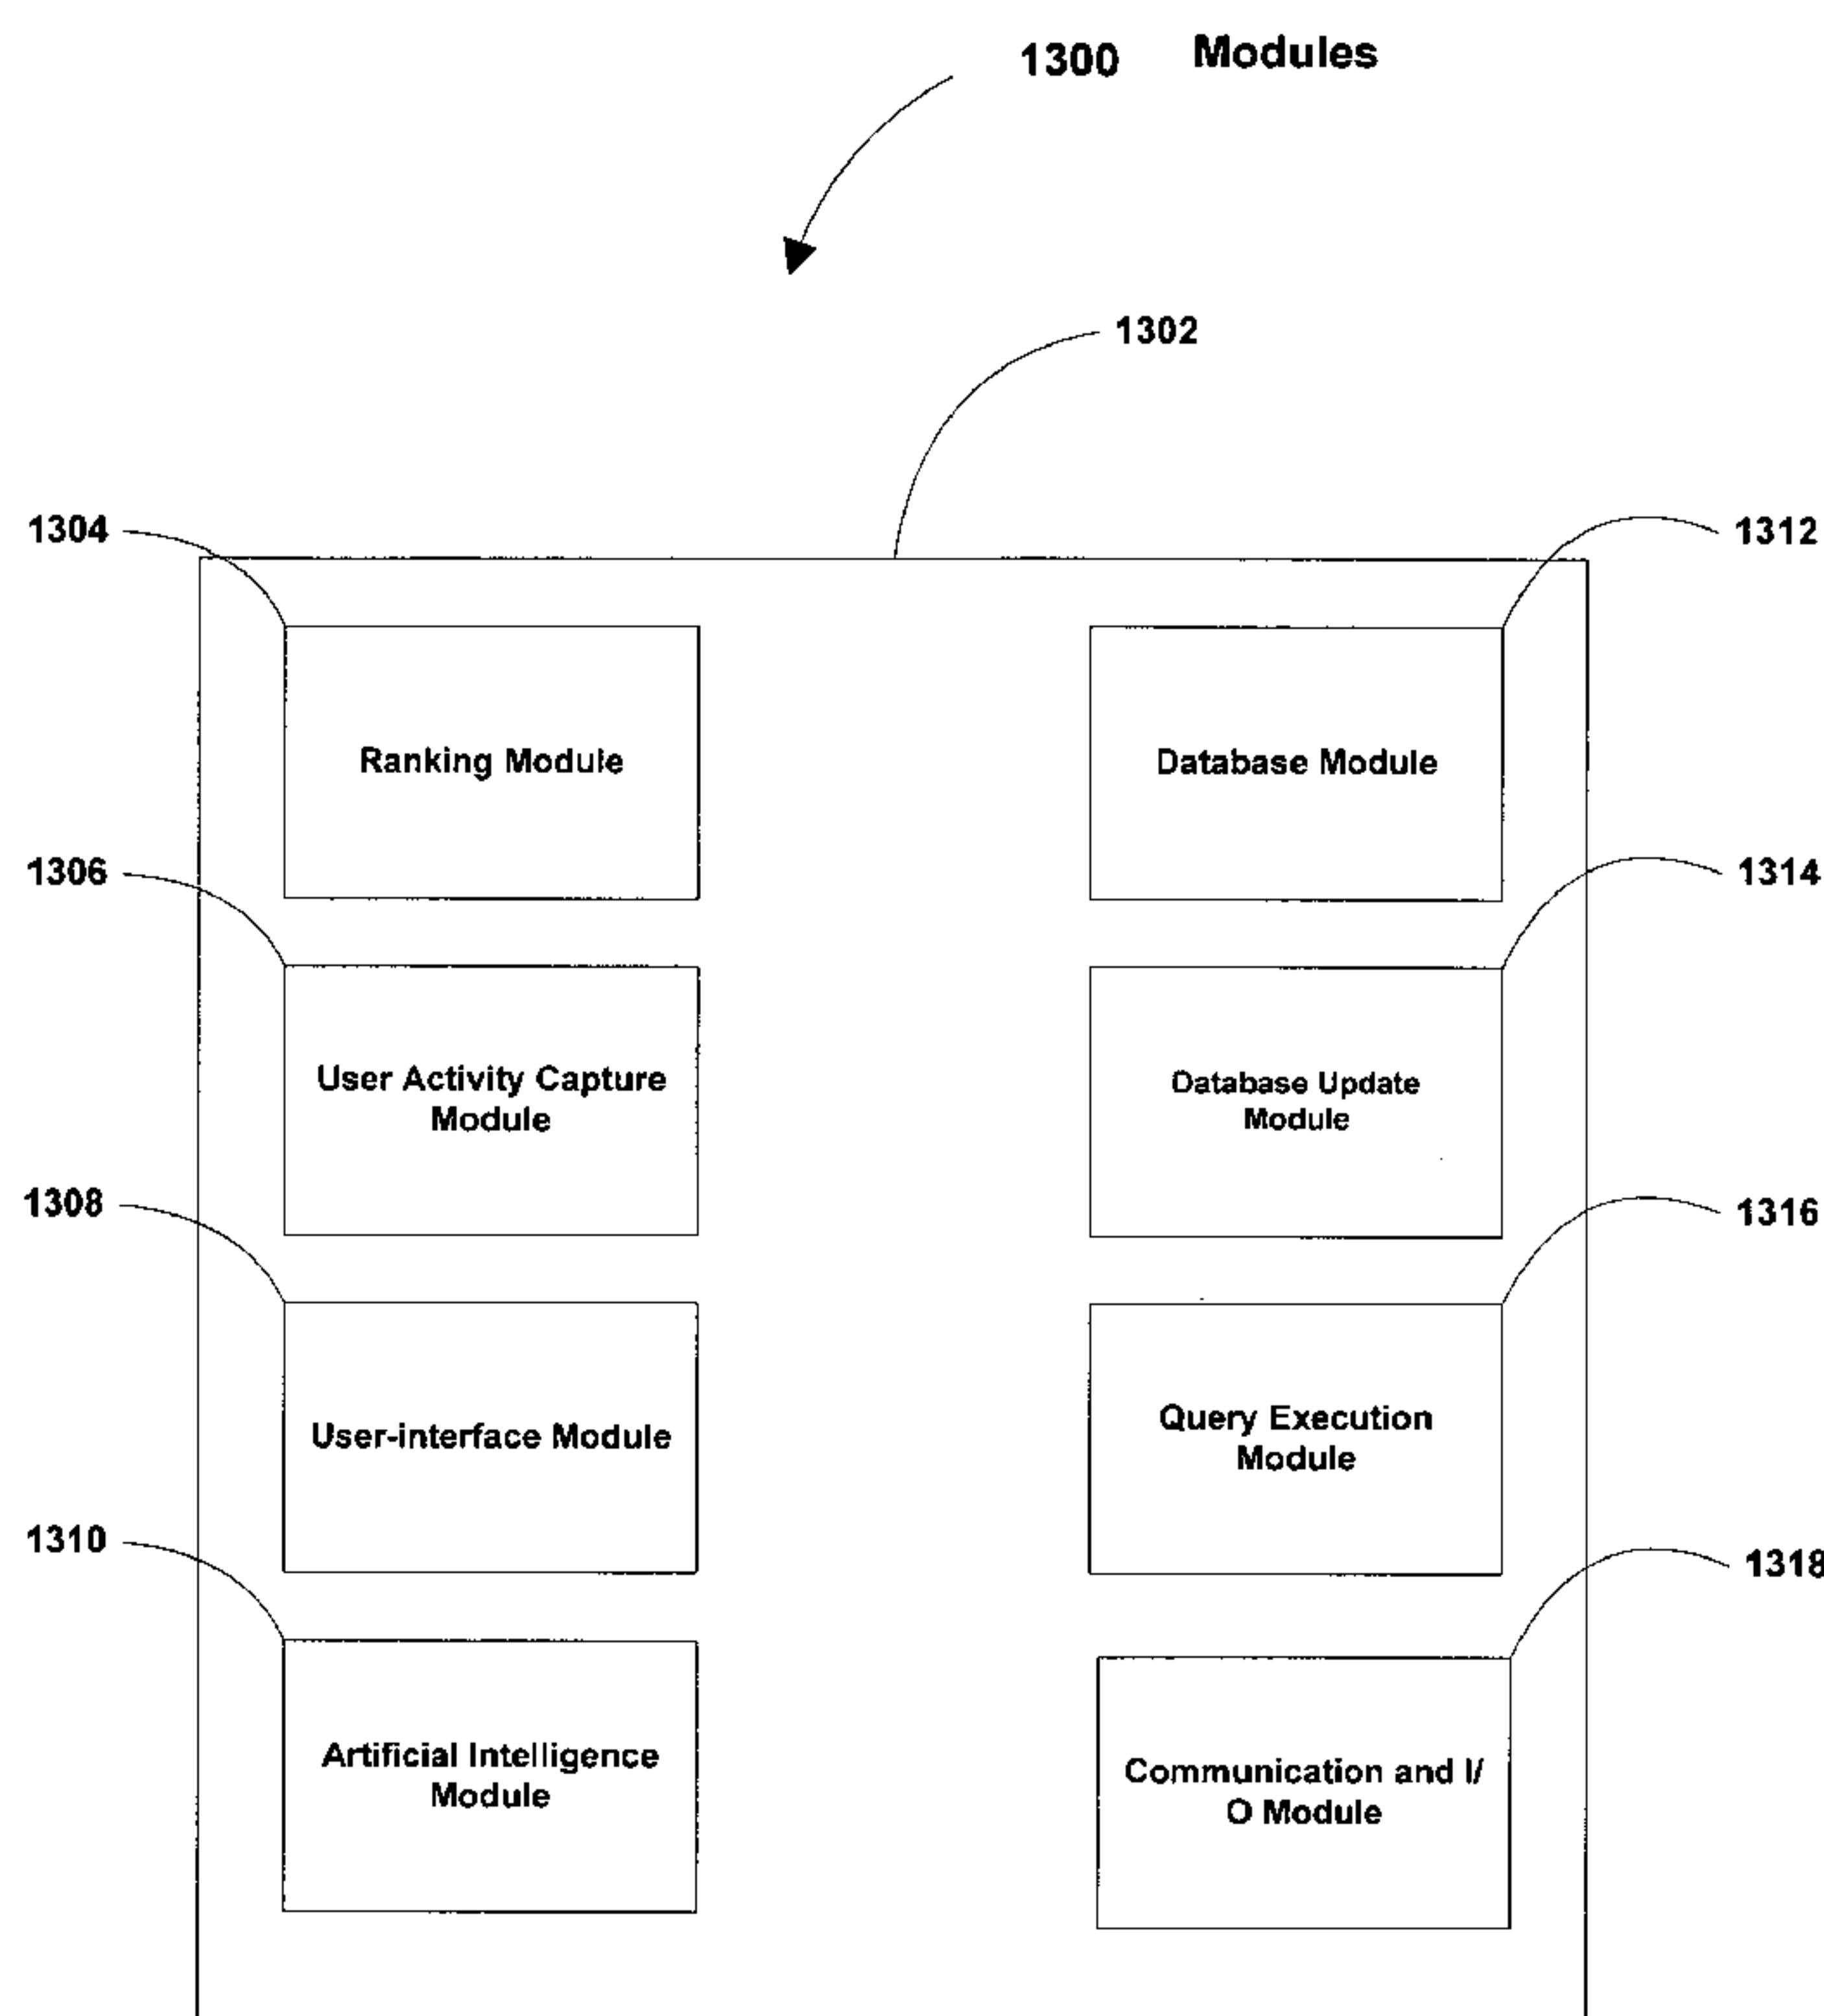 1300 Modules
1302
1304
1312
Ranking Module
Database Module
1306
1314
User Activity Capture
Module
Database Update
Module
1308
1316
User-interface Module
Query Execution
Module
1310
1318
Artificial Intelligence
Module
Communication and I/
O Module